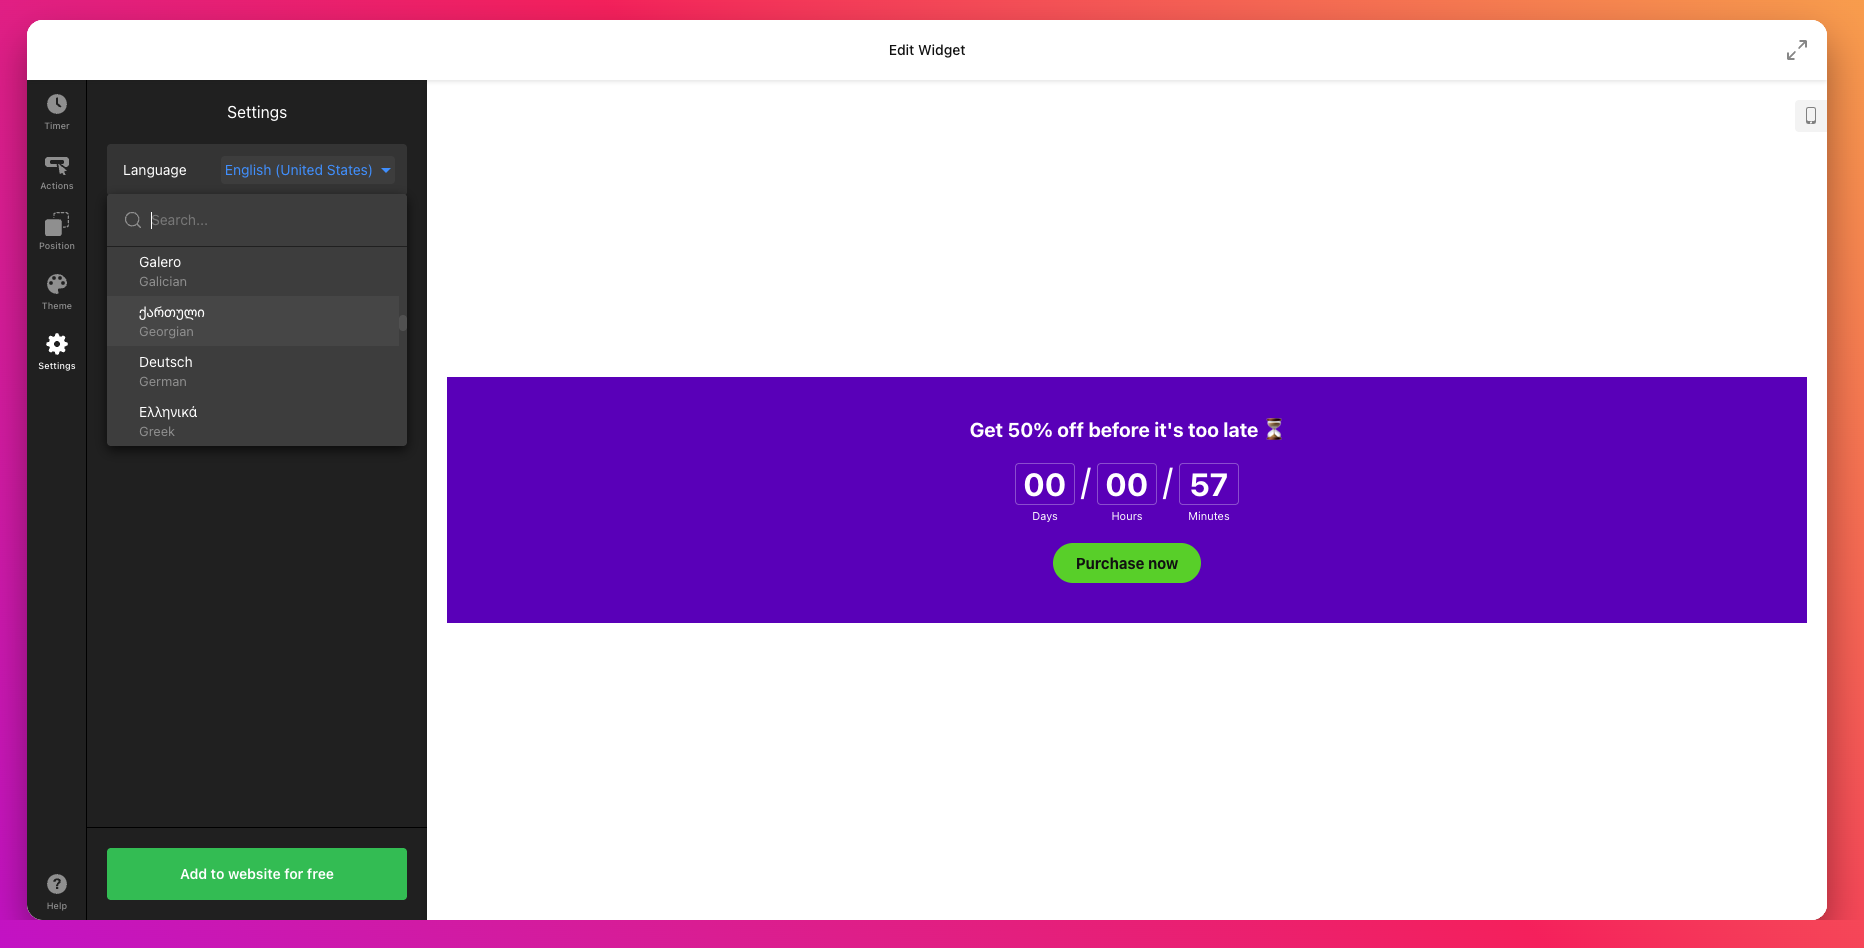 Edit Widget
Timer
Actions
Position
Theme
Settings
Help
Settings
Language
English (United States)
Search...
Galero
Galician
ქართული
Georgian
Deutsch
German
Ελληνικά
Greek
Add to website for free
Get 50% off before it's too late ⏳
00 / 00 / 57
Days Hours Minutes
Purchase now